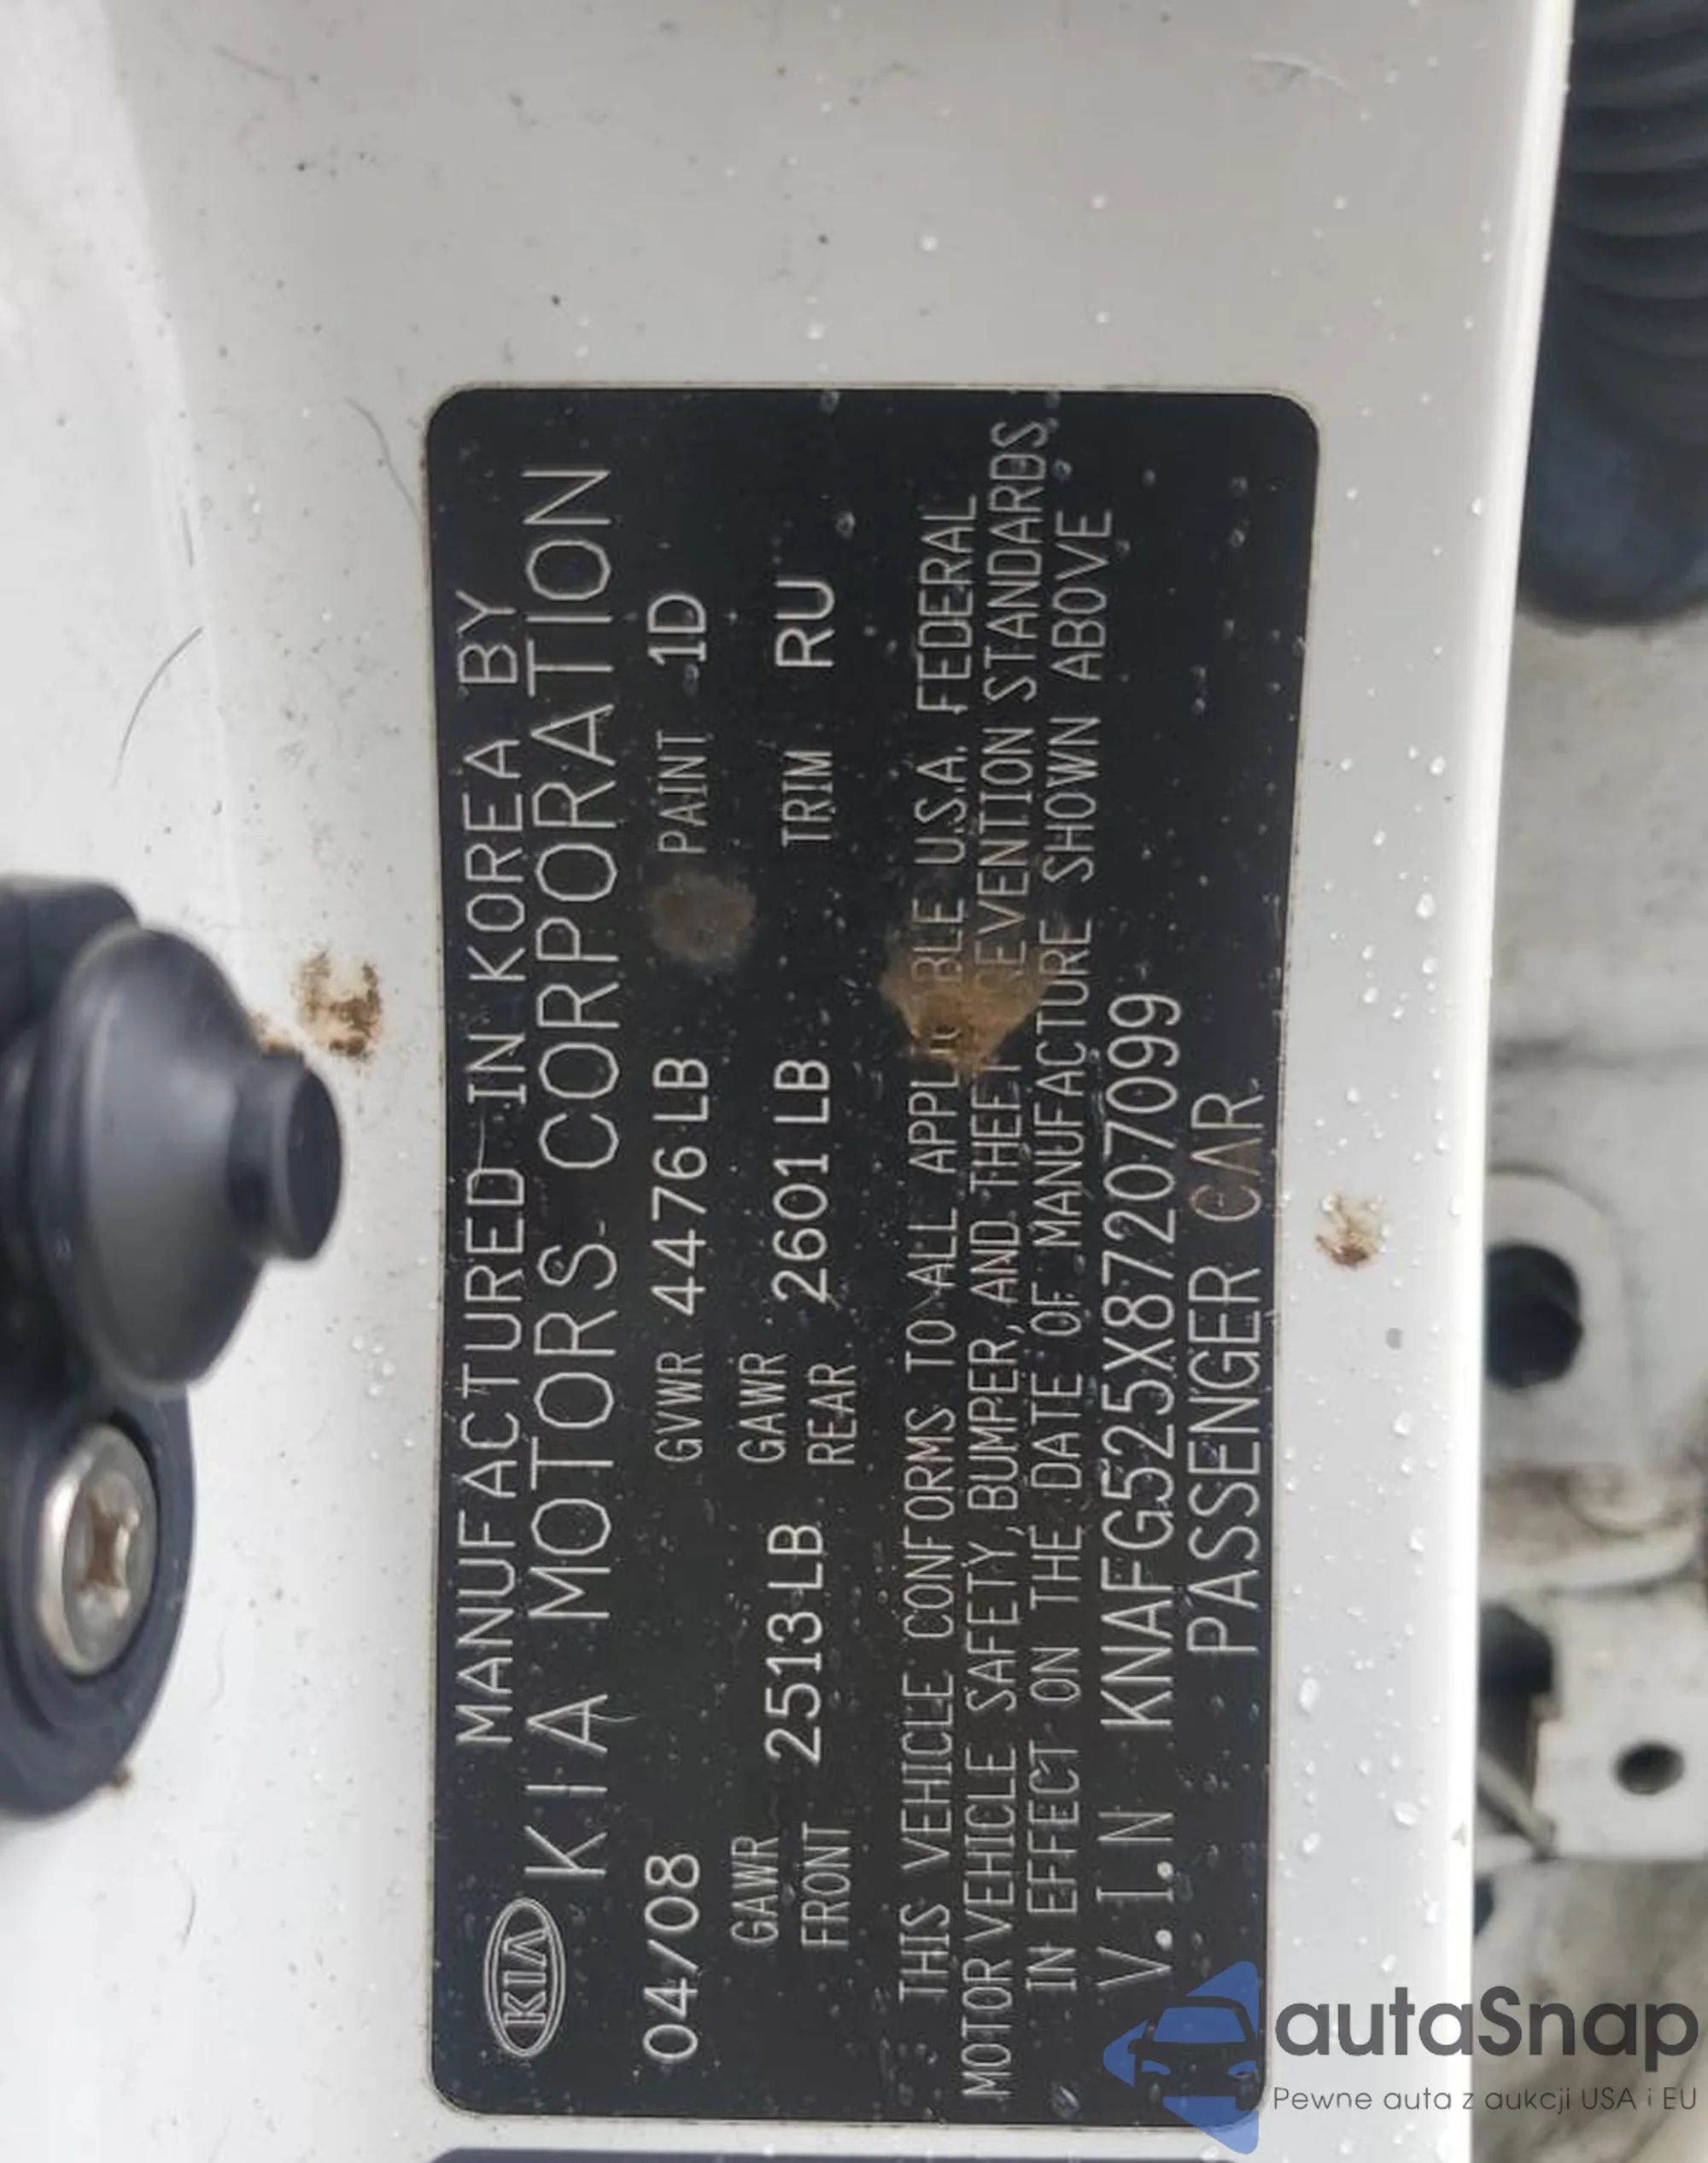 KIA
MANUFACTURED IN KOREA BY
KIA MOTORS CORPORATION
04/08 GVWR 4476 LB PAINT 1D
GAWR FRONT 2513 LB GAWR REAR 2601 LB TRIM RU
THIS VEHICLE CONFORMS TO ALL APPLICABLE U.S.A. FEDERAL
MOTOR VEHICLE SAFETY, BUMPER, AND THEFT PREVENTION STANDARDS
IN EFFECT ON THE DATE OF MANUFACTURE SHOWN ABOVE
V.I.N KNAFG525X87207099
PASSENGER CAR
autaSnap
Pewne auta z aukcji USA i EU